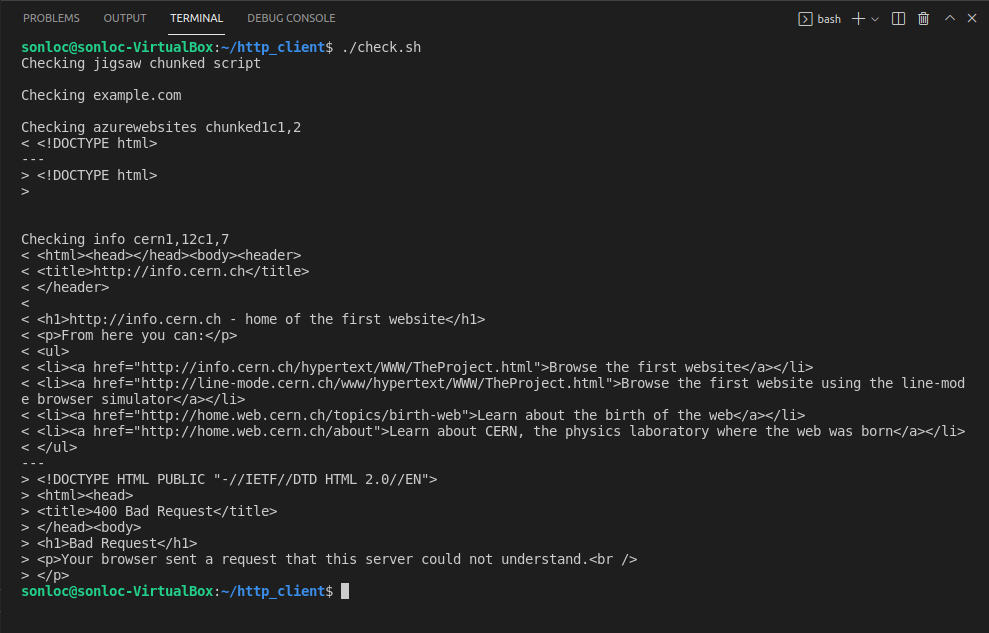 PROBLEMS OUTPUT TERMINAL DEBUG CONSOLE bash
sonloc@sonloc-VirtualBox:~/http_client$ ./check.sh
Checking jigsaw chunked script
Checking example.com
Checking azurewebsites chunked1c1,2
< <!DOCTYPE html>
---
> <!DOCTYPE html>
>
Checking info cern1,12c1,7
< <html><head></head><body><header>
< <title>http://info.cern.ch</title>
< </header>
<
< <h1>http://info.cern.ch - home of the first website</h1>
< <p>From here you can:</p>
< <ul>
< <li><a href="http://info.cern.ch/hypertext/WWW/TheProject.html">Browse the first website</a></li>
< <li><a href="http://line-mode.cern.ch/www/hypertext/WWW/TheProject.html">Browse the first website using the line-mod
e browser simulator</a></li>
< <li><a href="http://home.web.cern.ch/topics/birth-web">Learn about the birth of the web</a></li>
< <li><a href="http://home.web.cern.ch/about">Learn about CERN, the physics laboratory where the web was born</a></li>
< </ul>
---
> <!DOCTYPE HTML PUBLIC "-//IETF//DTD HTML 2.0//EN">
> <html><head>
> <title>400 Bad Request</title>
> </head><body>
> <h1>Bad Request</h1>
> <p>Your browser sent a request that this server could not understand.<br />
> </p>
sonloc@sonloc-VirtualBox:~/http_client$